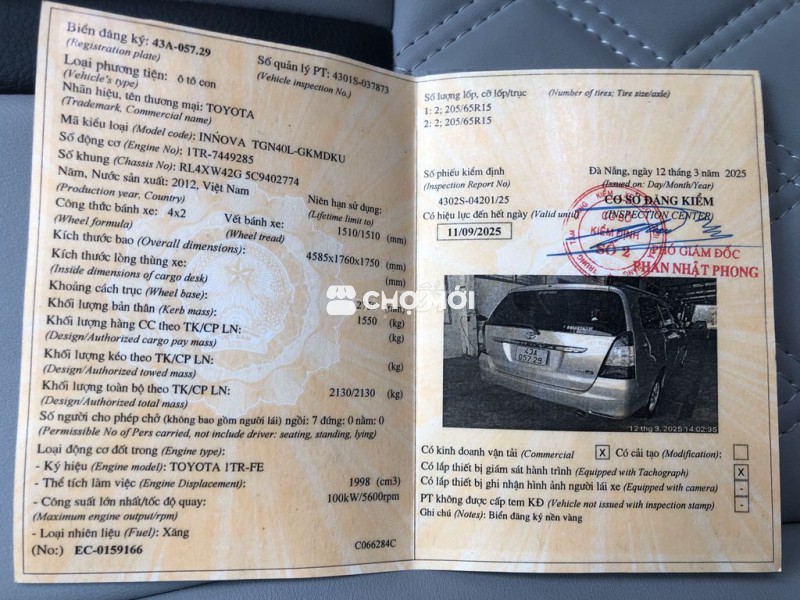 Biển đăng ký: 43A-057.29
(Registration plate)
Số quản lý PT: 4301S-037873
(Vehicle inspection No.)
Loại phương tiện: ô tô con
(Vehicle's type)
Nhãn hiệu, tên thương mại: TOYOTA
(Trademark, Commercial name)
Mã kiểu loại (Model code): INNOVA TGN40L-GKMDKU
Số động cơ (Engine No): 1TR-7449285
Số khung (Chassis No): RL4XW42G 5C9402774
Năm, Nước sản xuất: 2012, Việt Nam
(Production year, Country)
Niên hạn sử dụng:
(Lifetime limit to)
Công thức bánh xe: 4x2
(Wheel formula)
Vết bánh xe: 1510/1510 (mm)
(Wheel tread)
Kích thước bao (Overall dimensions): 4585x1760x1750 (mm)
Kích thước lòng thùng xe: (mm)
(Inside dimensions of cargo desk)
Khoảng cách trục (Wheel base):
Khối lượng bản thân (Kerb mass): 1550 (kg)
Khối lượng hàng CC theo TK/CP LN: (kg)
(Design/Authorized cargo pay mass)
Khối lượng kéo theo TK/CP LN: (kg)
(Design/Authorized towed mass)
Khối lượng toàn bộ theo TK/CP LN: 2130/2130 (kg)
(Design/Authorized total mass)
Số người cho phép chở (không bao gồm người lái) ngồi: 7 đứng: 0 nằm: 0
(Permissible No of Pers carried, not include driver: seating, standing, lying)
Loại động cơ đốt trong (Engine type):
- Ký hiệu (Engine model): TOYOTA 1TR-FE
- Thể tích làm việc (Engine Displacement): 1998 (cm3)
- Công suất lớn nhất/tốc độ quay: 100kW/5600rpm
(Maximum engine output/rpm)
- Loại nhiên liệu (Fuel): Xăng
(No:) EC-0159166
C066284C
Số lượng lốp, cỡ lốp/trục (Number of tires; Tire size/axle)
1: 2; 205/65R15
2: 2; 205/65R15
Số phiếu kiểm định
(Inspection Report No)
4302S-04201/25
Đà Nẵng, ngày 12 tháng 3 năm 2025
(Issued on: Day/Month/Year)
CƠ SỞ ĐĂNG KIỂM
(INSPECTION CENTER)
Có hiệu lực đến hết ngày (Valid until)
11/09/2025
CƠ SỞ
KIỂM ĐỊNH
SỐ 2
PHÓ GIÁM ĐỐC
PHAN NHẬT PHONG
CHỢ TỐT
43A
057.29
12 thg 3, 2025 14:02:35
Có kinh doanh vận tải (Commercial X Có cải tạo (Modification):
Có lắp thiết bị giám sát hành trình (Equipped with Tachograph) X
Có lắp thiết bị ghi nhận hình ảnh người lái xe (Equipped with camera) -
PT không được cấp tem KĐ (Vehicle not issued with inspection stamp) -
Ghi chú (Notes): Biển đăng ký nền vàng